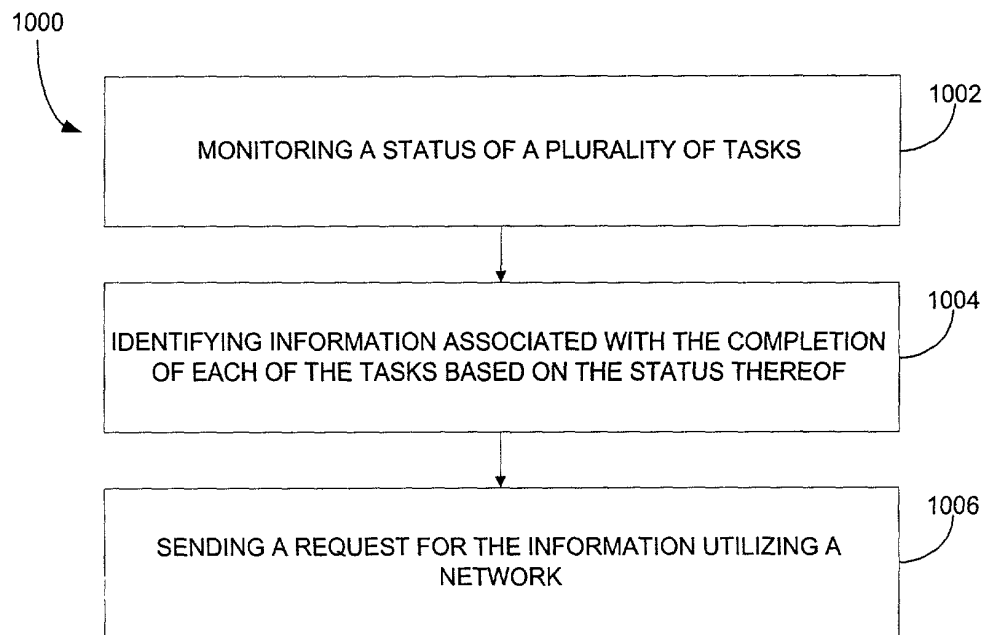 1000
1002
MONITORING A STATUS OF A PLURALITY OF TASKS
1004
IDENTIFYING INFORMATION ASSOCIATED WITH THE COMPLETION
OF EACH OF THE TASKS BASED ON THE STATUS THEREOF
1006
SENDING A REQUEST FOR THE INFORMATION UTILIZING A
NETWORK